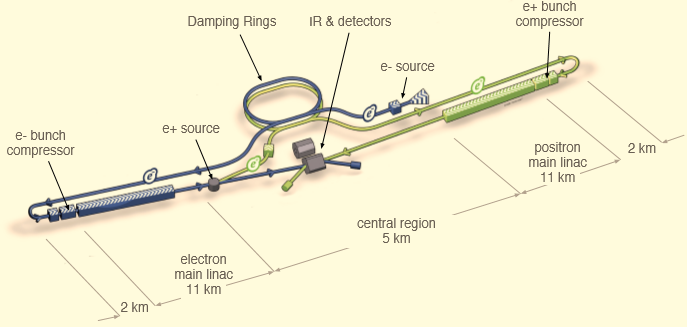 e+ bunch
compressor
Damping Rings
IR & detectors
e- source
e- bunch
compressor
e+ source
positron
main linac
11 km
2 km
central region
5 km
electron
main linac
11 km
2 km